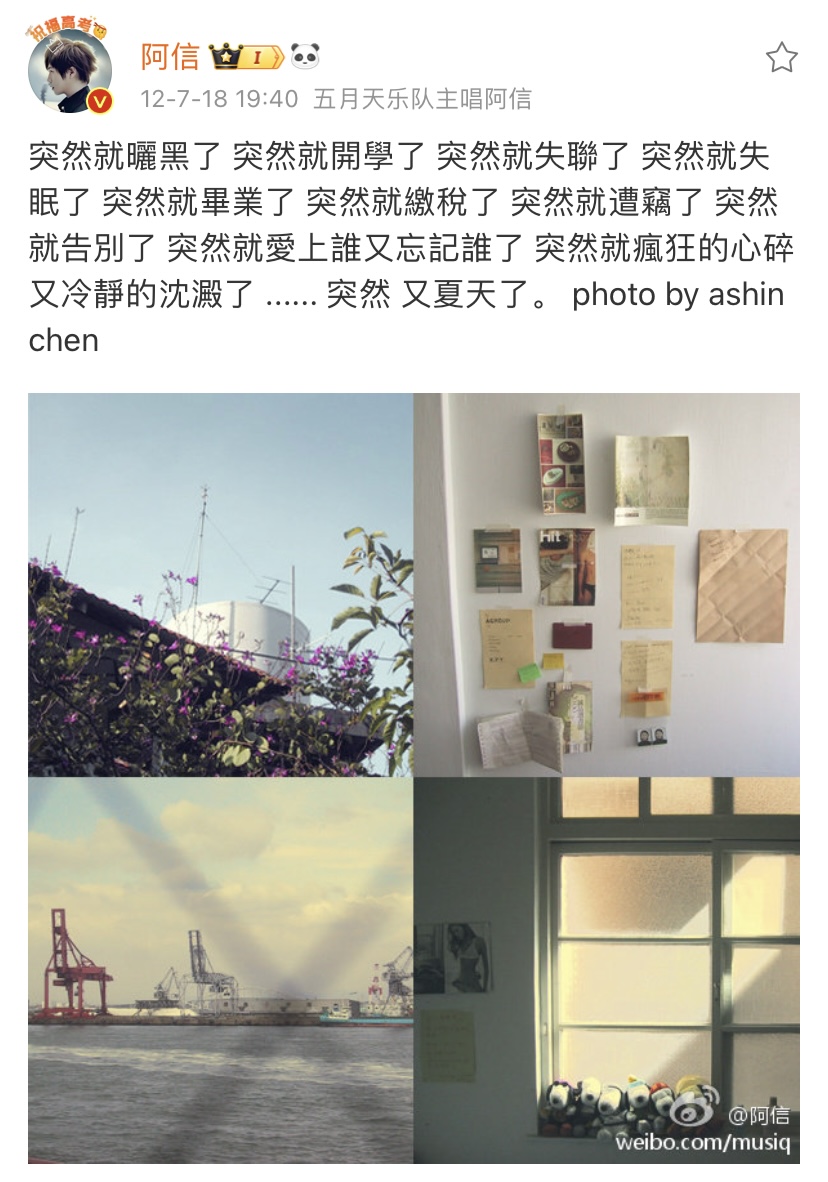 祝福高考
阿信 I
12-7-18 19:40 五月天乐队主唱阿信
突然就曬黑了 突然就開學了 突然就失聯了 突然就失
眠了 突然就畢業了 突然就繳稅了 突然就遭竊了 突然
就告別了 突然就愛上誰又忘記誰了 突然就瘋狂的心碎
又冷靜的沈澱了 ...... 突然 又夏天了。 photo by ashin
chen
Hit
@阿信
weibo.com/musiq